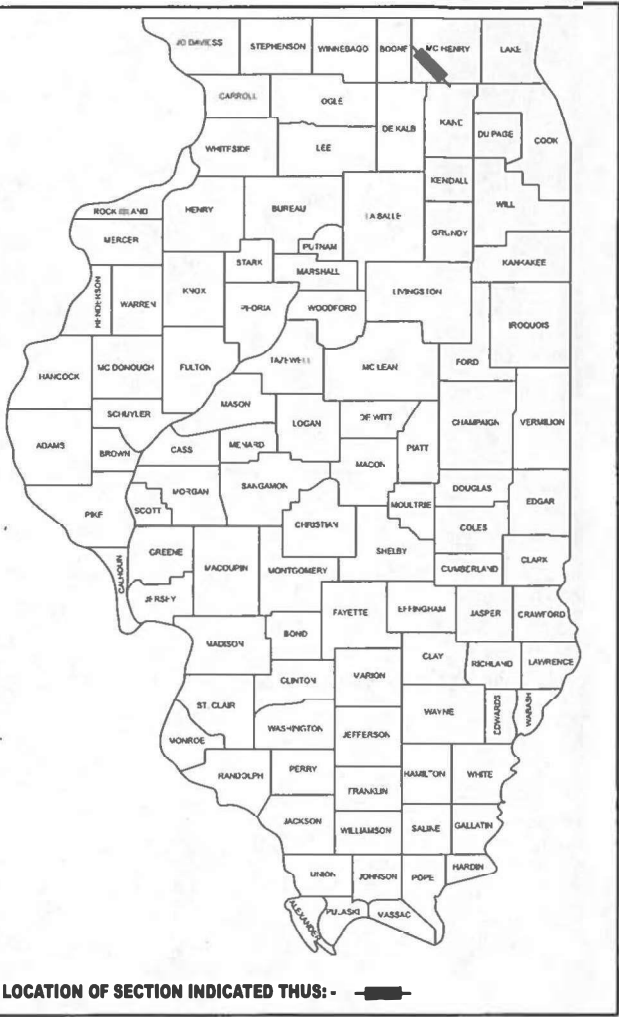 JO DAVIESS STEPHENSON WINNEBAGO BOONE MC HENRY LAKE
CARROLL OGLE DE KALB KANE DU PAGE COOK
WHITESIDE LEE
KENDALL
ROCK ISLAND HENRY BUREAU LA SALLE GRUNDY WILL
MERCER PUTNAM
STARK MARSHALL KANKAKEE
HENDERSON WARREN KNOX PEORIA WOODFORD LIVINGSTON IROQUOIS
HANCOCK MC DONOUGH FULTON TAZEWELL MC LEAN FORD
MASON
SCHUYLER LOGAN DE WITT CHAMPAIGN VERMILION
ADAMS BROWN CASS MENARD MACON PIATT
SANGAMON DOUGLAS
PIKE SCOTT MORGAN CHRISTIAN MOULTRIE EDGAR
COLES
CALHOUN GREENE MACOUPIN MONTGOMERY SHELBY CUMBERLAND CLARK
JERSEY FAYETTE EFFINGHAM JASPER CRAWFORD
MADISON BOND
CLAY RICHLAND LAWRENCE
CLINTON MARION
ST. CLAIR WAYNE EDWARDS WABASH
MONROE WASHINGTON JEFFERSON
RANDOLPH PERRY HAMILTON WHITE
FRANKLIN
JACKSON WILLIAMSON SALINE GALLATIN
UNION JOHNSON POPE HARDIN
ALEXANDER PULASKI MASSAC
LOCATION OF SECTION INDICATED THUS: -